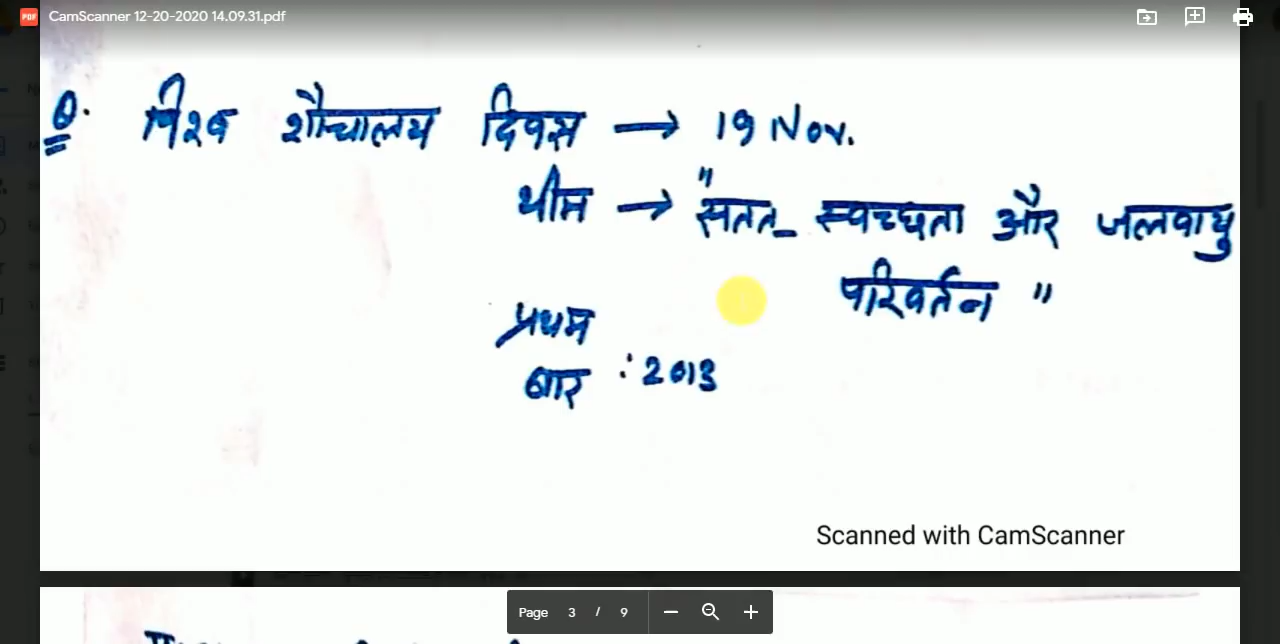 CamScanner 12-20-2020 14.09.31.pdf
Q. विश्व शौचालय दिवस → 19 Nov.
थीम → "सतत स्वच्छता और जलवायु
परिवर्तन"
प्रथम
बार : 2013
Scanned with CamScanner
Page 3 / 9